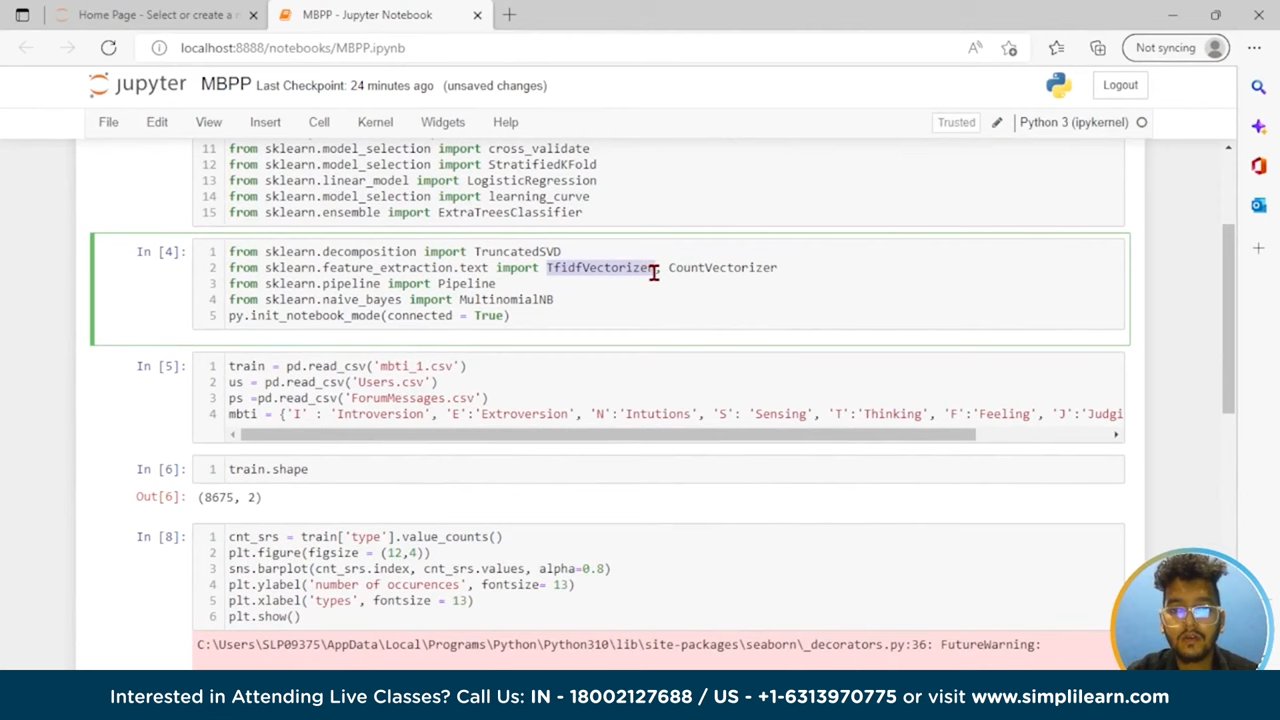 Home Page - Select or create a n
MBPP - Jupyter Notebook
localhost:8888/notebooks/MBPP.ipynb
Not syncing
jupyter MBPP Last Checkpoint: 24 minutes ago (unsaved changes)
Logout
File Edit View Insert Cell Kernel Widgets Help
Trusted
Python 3 (ipykernel)
11 from sklearn.model_selection import cross_validate
12 from sklearn.model_selection import StratifiedKFold
13 from sklearn.linear_model import LogisticRegression
14 from sklearn.model_selection import learning_curve
15 from sklearn.ensemble import ExtraTreesClassifier
In [4]:
1 from sklearn.decomposition import TruncatedSVD
2 from sklearn.feature_extraction.text import TfidfVectorizer, CountVectorizer
3 from sklearn.pipeline import Pipeline
4 from sklearn.naive_bayes import MultinomialNB
5 py.init_notebook_mode(connected = True)
In [5]:
1 train = pd.read_csv('mbti_1.csv')
2 us = pd.read_csv('Users.csv')
3 ps =pd.read_csv('ForumMessages.csv')
4 mbti = {'I' : 'Introversion', 'E':'Extroversion', 'N':'Intutions', 'S': 'Sensing', 'T':'Thinking', 'F':'Feeling', 'J':'Judgi
In [6]:
1 train.shape
Out[6]: (8675, 2)
In [8]:
1 cnt_srs = train['type'].value_counts()
2 plt.figure(figsize = (12,4))
3 sns.barplot(cnt_srs.index, cnt_srs.values, alpha=0.8)
4 plt.ylabel('number of occurences', fontsize= 13)
5 plt.xlabel('types', fontsize = 13)
6 plt.show()
C:\Users\SLP09375\AppData\Local\Programs\Python\Python310\lib\site-packages\seaborn\_decorators.py:36: FutureWarning:
Interested in Attending Live Classes? Call Us: IN - 18002127688 / US - +1-6313970775 or visit www.simplilearn.com